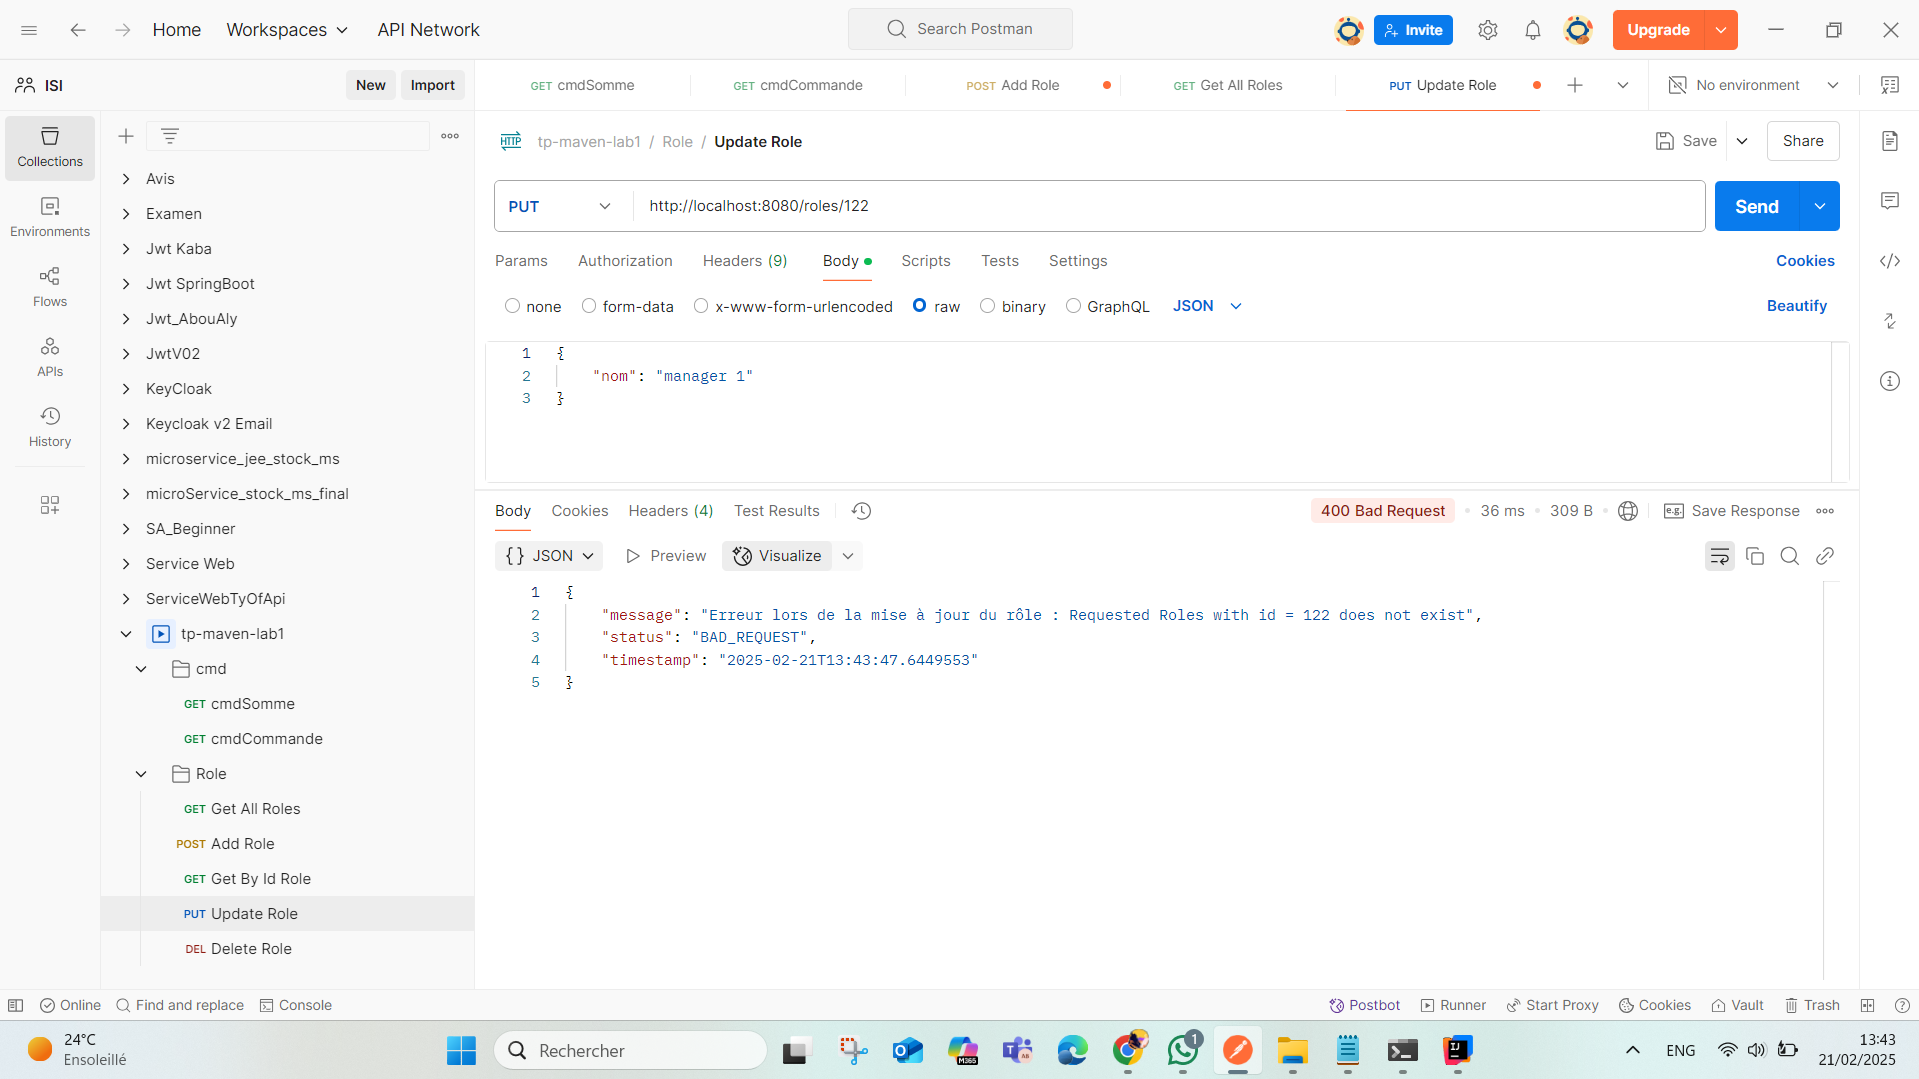 Home
Workspaces
API Network
Search Postman
Invite
Upgrade
ISI
New
Import
GET cmdSomme
GET cmdCommande
POST Add Role
GET Get All Roles
PUT Update Role
No environment
Collections
Environments
Flows
APIs
History
Avis
Examen
Jwt Kaba
Jwt SpringBoot
Jwt_AbouAly
JwtV02
KeyCloak
Keycloak v2 Email
microservice_jee_stock_ms
microService_stock_ms_final
SA_Beginner
Service Web
ServiceWebTyOfApi
tp-maven-lab1
cmd
GET cmdSomme
GET cmdCommande
Role
GET Get All Roles
POST Add Role
GET Get By Id Role
PUT Update Role
DEL Delete Role
HTTP tp-maven-lab1 / Role / Update Role
Save
Share
PUT
http://localhost:8080/roles/122
Send
Params
Authorization
Headers (9)
Body
Scripts
Tests
Settings
Cookies
none
form-data
x-www-form-urlencoded
raw
binary
GraphQL
JSON
Beautify
1 {
2 "nom": "manager 1"
3 }
Body
Cookies
Headers (4)
Test Results
400 Bad Request
36 ms
309 B
e.g. Save Response
{} JSON
Preview
Visualize
1 {
2 "message": "Erreur lors de la mise à jour du rôle : Requested Roles with id = 122 does not exist",
3 "status": "BAD_REQUEST",
4 "timestamp": "2025-02-21T13:43:47.6449553"
5 }
Online
Find and replace
Console
Postbot
Runner
Start Proxy
Cookies
Vault
Trash
24°C
Ensoleillé
Rechercher
M365
1
ENG
13:43
21/02/2025